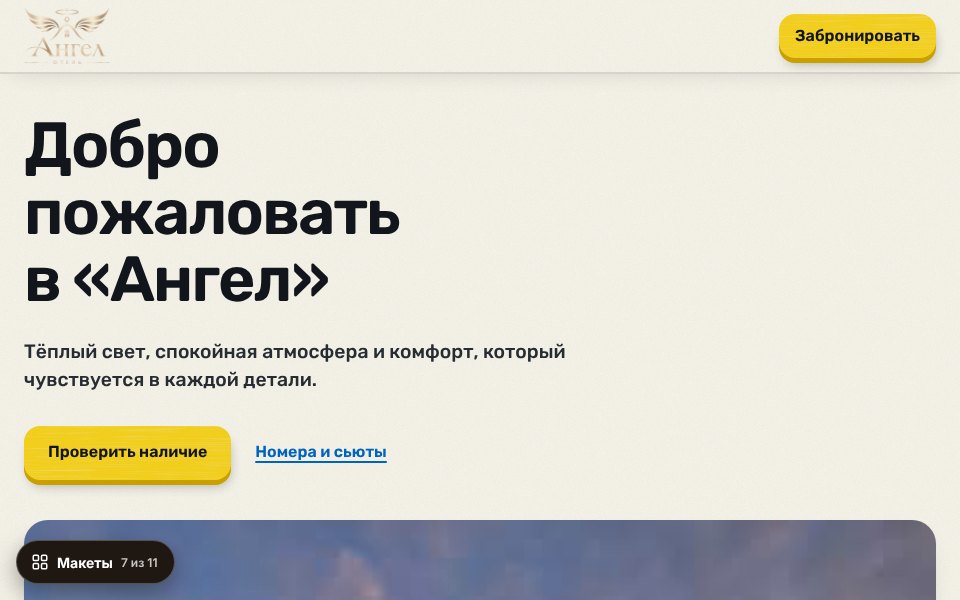 Ангел
ОТЕЛЬ
Забронировать
Добро
пожаловать
в «Ангел»
Тёплый свет, спокойная атмосфера и комфорт, который
чувствуется в каждой детали.
Проверить наличие
Номера и сьюты
Макеты 7 из 11